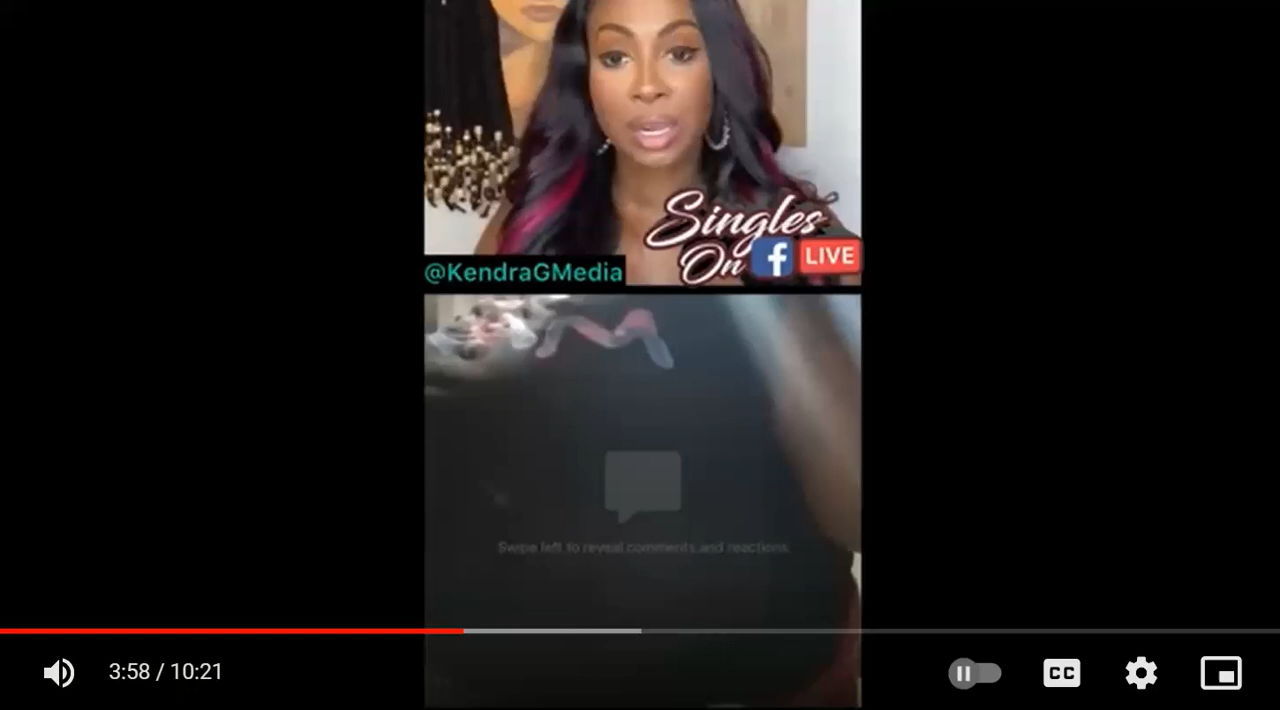 Singles
On f LIVE
@KendraGMedia
Swipe left to reveal comments and reactions
3:58 / 10:21
CC